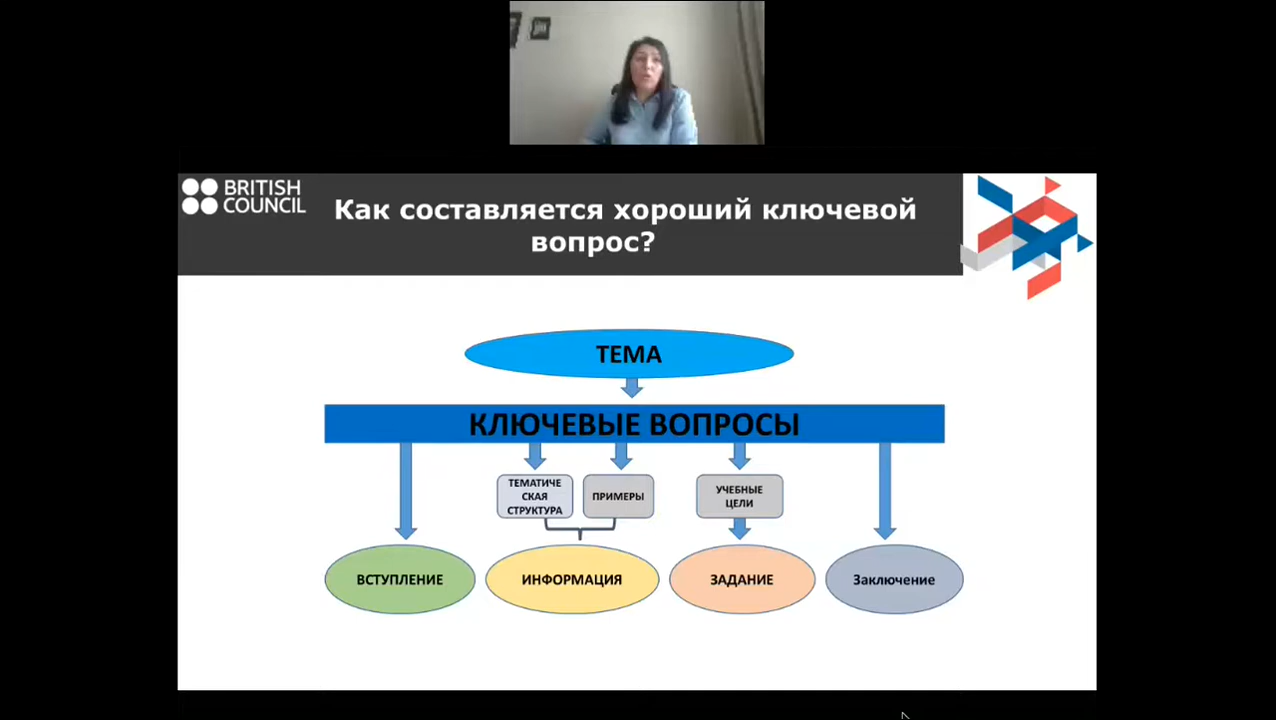 BRITISH
COUNCIL
Как составляется хороший ключевой
вопрос?
ТЕМА
КЛЮЧЕВЫЕ ВОПРОСЫ
ТЕМАТИЧЕ
СКАЯ
СТРУКТУРА
ПРИМЕРЫ
УЧЕБНЫЕ
ЦЕЛИ
ВСТУПЛЕНИЕ
ИНФОРМАЦИЯ
ЗАДАНИЕ
Заключение